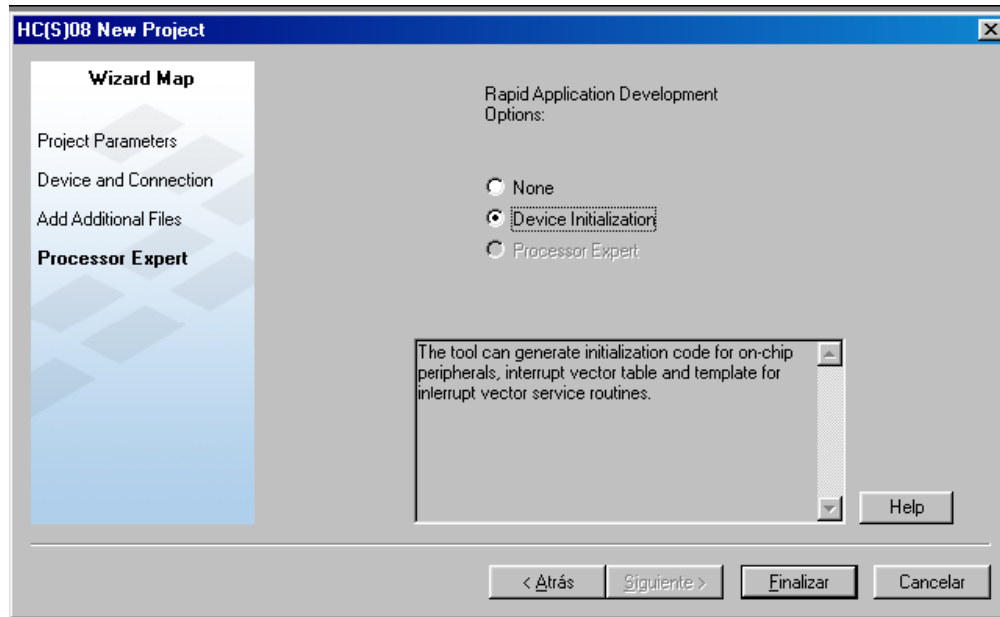 HC(S)08 New Project
Wizard Map
Project Parameters
Device and Connection
Add Additional Files
Processor Expert
Rapid Application Development
Options:
None
Device Initialization
Processor Expert
The tool can generate initialization code for on-chip
peripherals, interrupt vector table and template for
interrupt vector service routines.
Help
< Atrás
Siguiente >
Finalizar
Cancelar